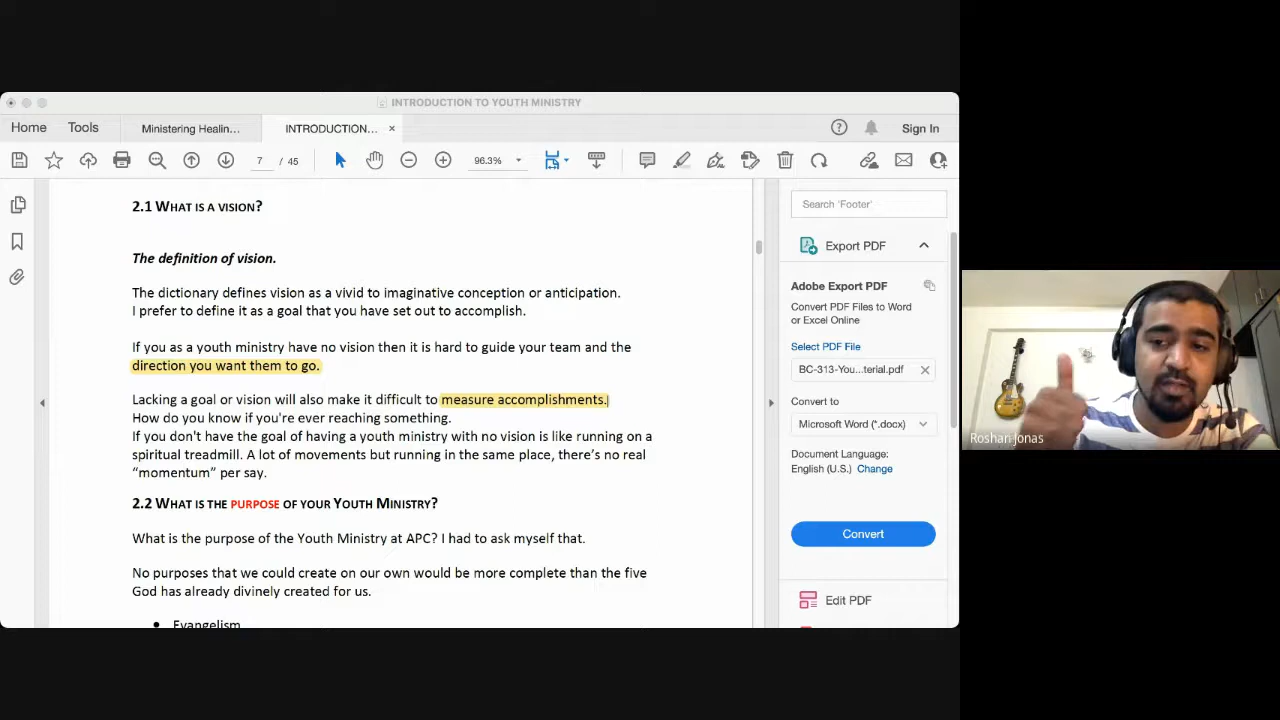 INTRODUCTION TO YOUTH MINISTRY
Home
Tools
Ministering Healin...
INTRODUCTION...
×
Sign In
7 / 45
96.3%
2.1 WHAT IS A VISION?
The definition of vision.
The dictionary defines vision as a vivid to imaginative conception or anticipation.
I prefer to define it as a goal that you have set out to accomplish.
If you as a youth ministry have no vision then it is hard to guide your team and the
direction you want them to go.
Lacking a goal or vision will also make it difficult to measure accomplishments.
How do you know if you're ever reaching something.
If you don't have the goal of having a youth ministry with no vision is like running on a
spiritual treadmill. A lot of movements but running in the same place, there's no real
“momentum” per say.
2.2 WHAT IS THE PURPOSE OF YOUR YOUTH MINISTRY?
What is the purpose of the Youth Ministry at APC? I had to ask myself that.
No purposes that we could create on our own would be more complete than the five
God has already divinely created for us.
• Evangelism
Search 'Footer'
Export PDF
Adobe Export PDF
Convert PDF Files to Word
or Excel Online
Select PDF File
BC-313-You...terial.pdf
Convert to
Microsoft Word (*.docx)
Document Language:
English (U.S.) Change
Convert
Edit PDF
Roshan Jonas